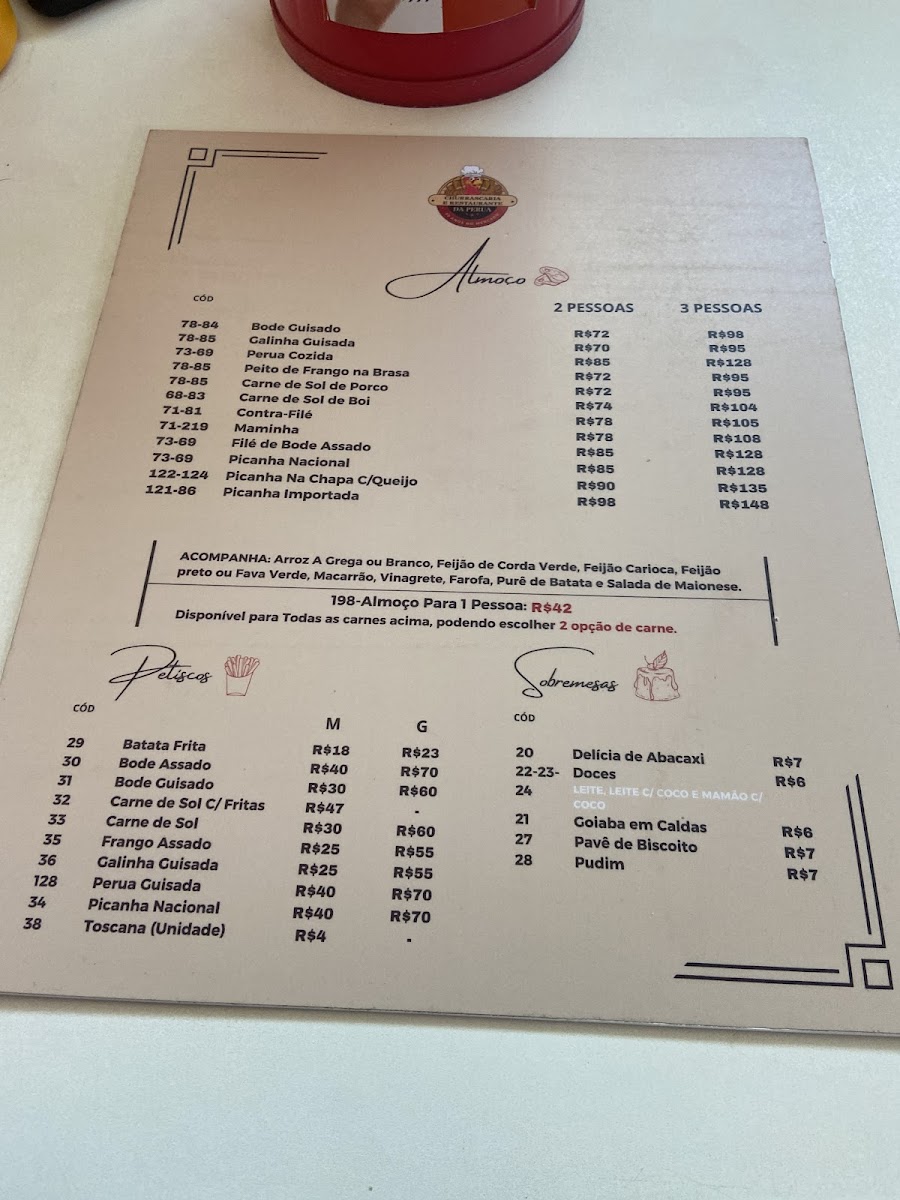 CHURRASCARIA
E RESTAURANTE
DA PERUA
Almoço
CÓD 2 PESSOAS 3 PESSOAS
78-84 Bode Guisado R$72 R$98
78-85 Galinha Guisada R$70 R$95
73-69 Perua Cozida R$85 R$128
78-85 Peito de Frango na Brasa R$72 R$95
78-85 Carne de Sol de Porco R$72 R$95
68-83 Carne de Sol de Boi R$74 R$104
71-81 Contra-Filé R$78 R$105
71-219 Maminha R$78 R$108
73-69 Filé de Bode Assado R$85 R$128
73-69 Picanha Nacional R$85 R$128
122-124 Picanha Na Chapa C/Queijo R$90 R$135
121-86 Picanha Importada R$98 R$148
ACOMPANHA: Arroz A Grega ou Branco, Feijão de Corda Verde, Feijão Carioca, Feijão
preto ou Fava Verde, Macarrão, Vinagrete, Farofa, Purê de Batata e Salada de Maionese.
198-Almoço Para 1 Pessoa: R$42
Disponível para Todas as carnes acima, podendo escolher 2 opção de carne.
Petiscos
CÓD M G
29 Batata Frita R$18 R$23
30 Bode Assado R$40 R$70
31 Bode Guisado R$30 R$60
32 Carne de Sol C/ Fritas R$47 -
33 Carne de Sol R$30 R$60
35 Frango Assado R$25 R$55
36 Galinha Guisada R$25 R$55
128 Perua Guisada R$40 R$70
34 Picanha Nacional R$40 R$70
38 Toscana (Unidade) R$4 -
Sobremesas
CÓD
20 Delícia de Abacaxi R$7
22-23- Doces R$6
24 LEITE, LEITE C/ COCO E MAMÃO C/
COCO
21 Goiaba em Caldas R$6
27 Pavê de Biscoito R$7
28 Pudim R$7